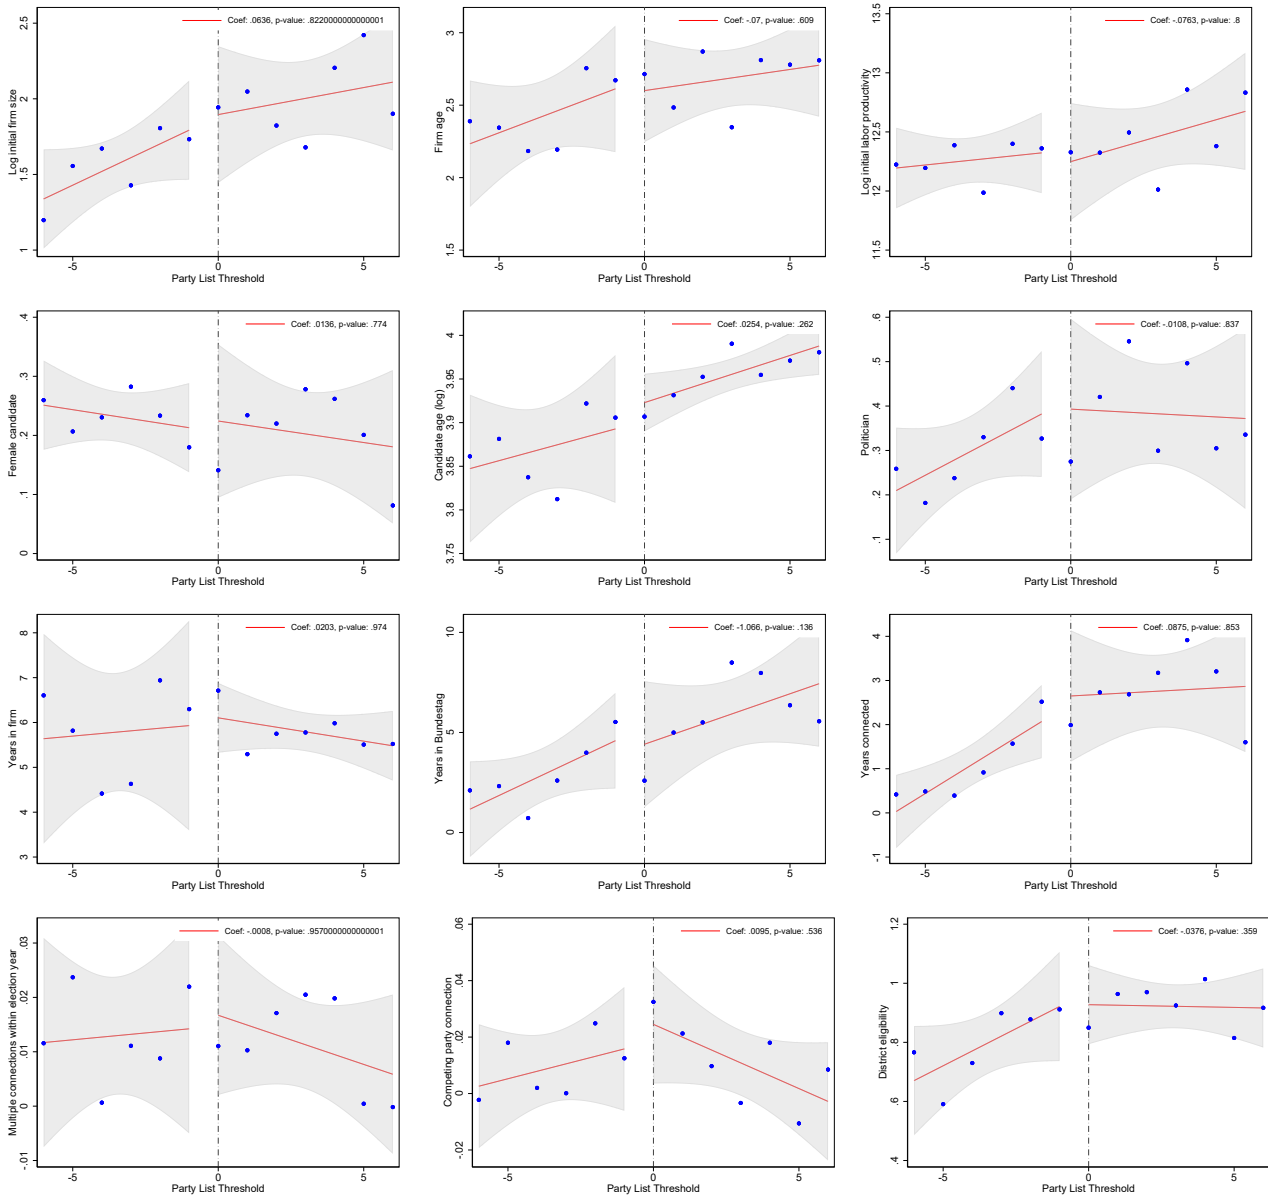 Coef: .0636, p-value: .8220000000000001
Log initial firm size
1
1.5
2
2.5
-5
0
5
Party List Threshold
Coef: -.07, p-value: .609
Firm age
1.5
2
2.5
3
-5
0
5
Party List Threshold
Coef: -.0763, p-value: .8
Log initial labor productivity
11.5
12
12.5
13
13.5
-5
0
5
Party List Threshold
Coef: .0136, p-value: .774
Female candidate
0
.1
.2
.3
.4
-5
0
5
Party List Threshold
Coef: .0254, p-value: .262
Candidate age (log)
3.75
3.8
3.85
3.9
3.95
4
-5
0
5
Party List Threshold
Coef: -.0108, p-value: .837
Politician
.1
.2
.3
.4
.5
.6
-5
0
5
Party List Threshold
Coef: .0203, p-value: .974
Years in firm
3
4
5
6
7
8
-5
0
5
Party List Threshold
Coef: -1.066, p-value: .136
Years in Bundestag
0
5
10
-5
0
5
Party List Threshold
Coef: .0875, p-value: .853
Years connected
-1
0
1
2
3
4
-5
0
5
Party List Threshold
Coef: -.0008, p-value: .9570000000000001
Multiple connections within election year
-.01
0
.01
.02
.03
-5
0
5
Party List Threshold
Coef: .0095, p-value: .536
Competing party connection
-.02
0
.02
.04
.06
-5
0
5
Party List Threshold
Coef: -.0376, p-value: .359
District eligibility
.4
.6
.8
1
1.2
-5
0
5
Party List Threshold